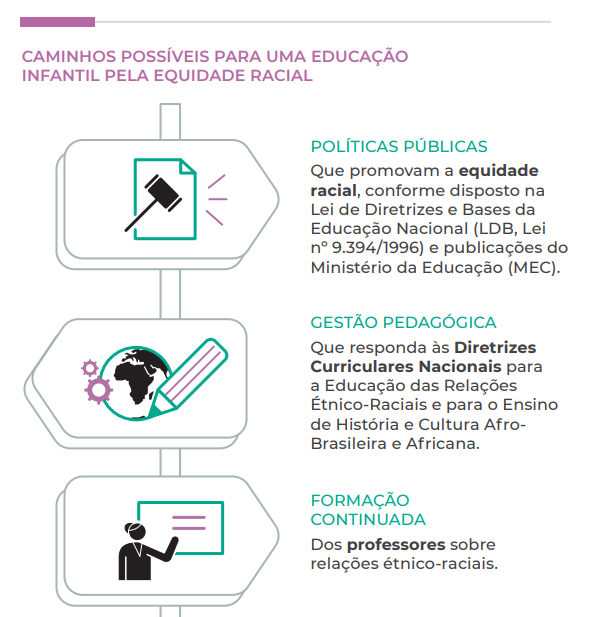 CAMINHOS POSSÍVEIS PARA UMA EDUCAÇÃO
INFANTIL PELA EQUIDADE RACIAL
POLÍTICAS PÚBLICAS
Que promovam a equidade
racial, conforme disposto na
Lei de Diretrizes e Bases da
Educação Nacional (LDB, Lei
nº 9.394/1996) e publicações do
Ministério da Educação (MEC).
GESTÃO PEDAGÓGICA
Que responda às Diretrizes
Curriculares Nacionais para
a Educação das Relações
Étnico-Raciais e para o Ensino
de História e Cultura Afro-
Brasileira e Africana.
FORMAÇÃO
CONTINUADA
Dos professores sobre
relações étnico-raciais.